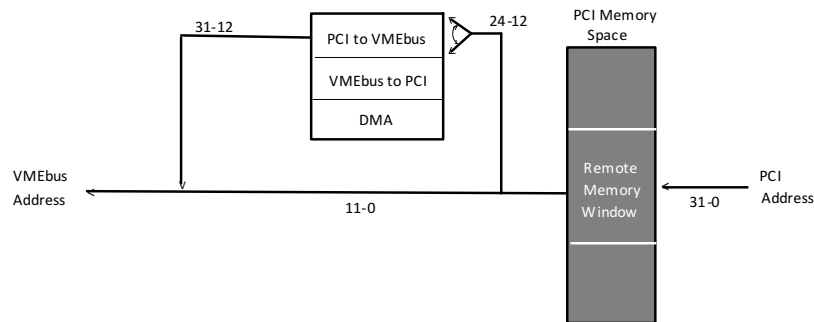 31-12
24-12
PCI Memory
Space
PCI to VMEbus
VMEbus to PCI
DMA
VMEbus
Address
11-0
Remote
Memory
Window
PCI
Address
31-0